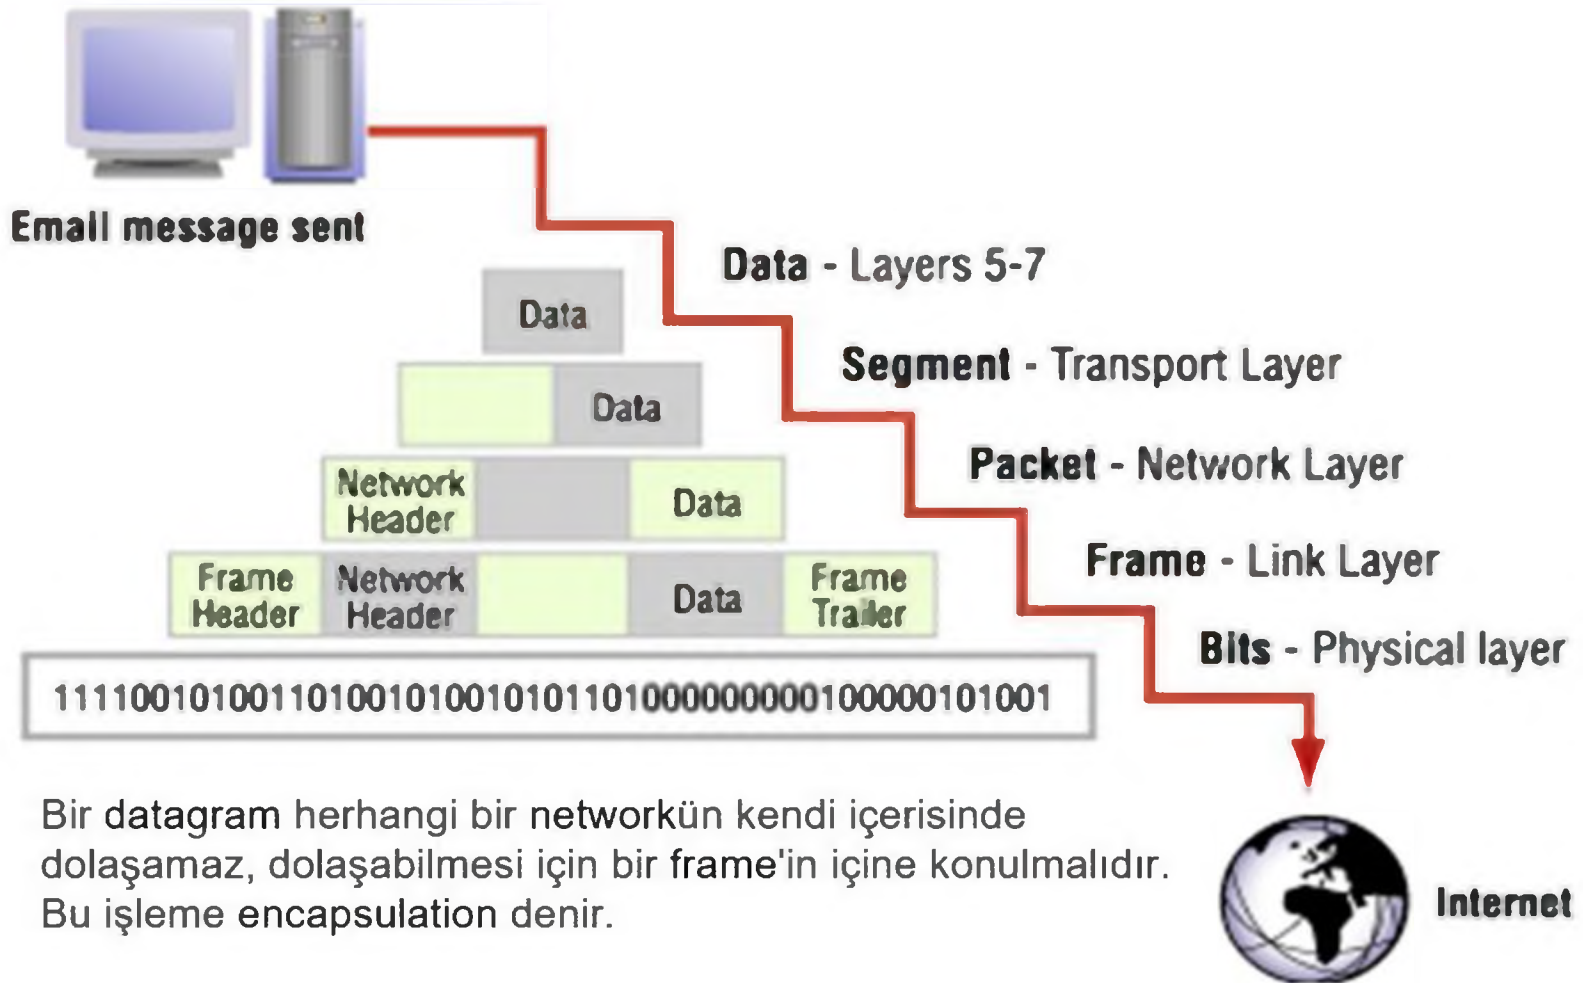 Email message sent
Data - Layers 5-7
Data
Segment - Transport Layer
Data
Packet - Network Layer
Network
Header
Data
Frame - Link Layer
Frame
Header
Network
Header
Data
Frame
Trailer
Bits - Physical layer
1111001010011010010100101011010000000000100000101001
Bir datagram herhangi bir networkün kendi içerisinde
dolaşamaz, dolaşabilmesi için bir frame'in içine konulmalıdır.
Bu işleme encapsulation denir.
Internet